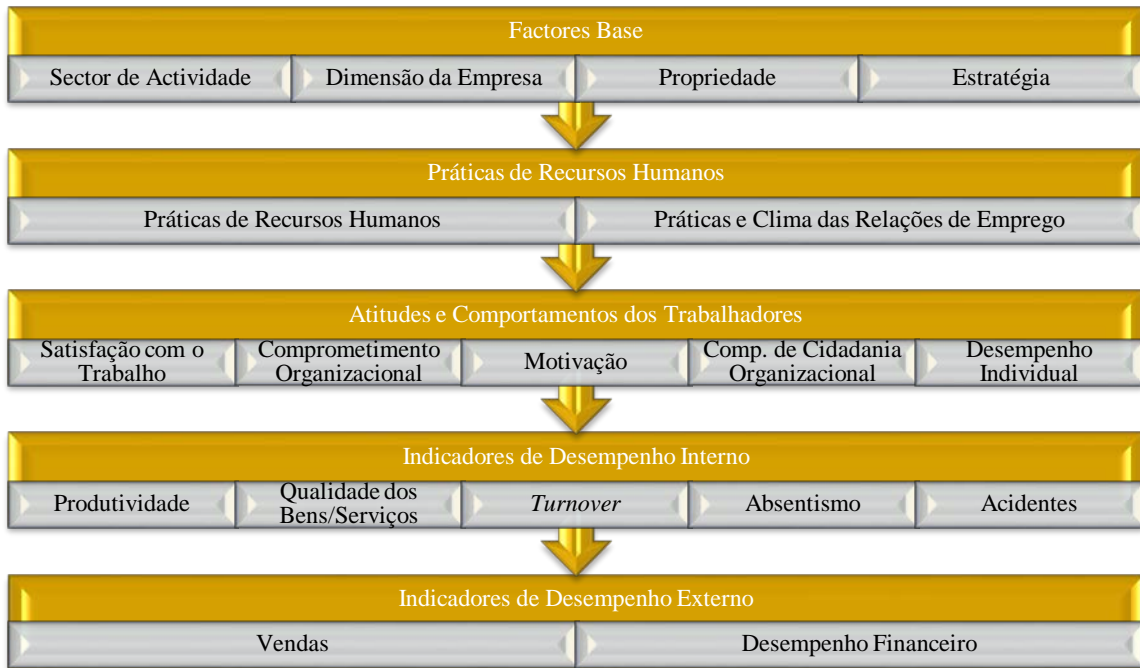 Factores Base
Sector de Actividade
Dimensão da Empresa
Propriedade
Estratégia
Práticas de Recursos Humanos
Práticas de Recursos Humanos
Práticas e Clima das Relações de Emprego
Atitudes e Comportamentos dos Trabalhadores
Satisfação com o
Trabalho
Comprometimento
Organizacional
Motivação
Comp. de Cidadania
Organizacional
Desempenho
Individual
Indicadores de Desempenho Interno
Produtividade
Qualidade dos
Bens/Serviços
Turnover
Absentismo
Acidentes
Indicadores de Desempenho Externo
Vendas
Desempenho Financeiro